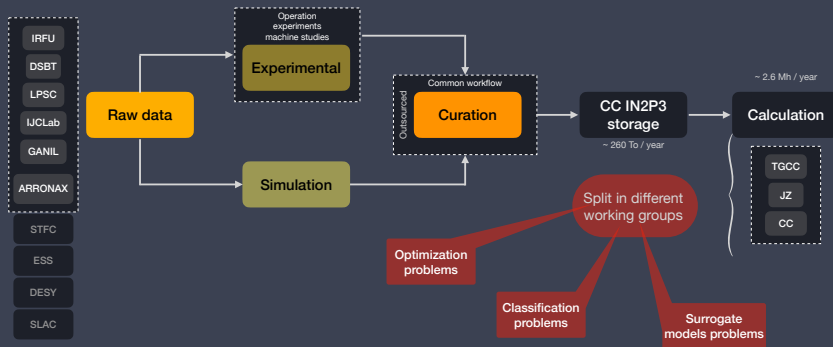 IRFU
DSBT
LPSC
IJCLab
GANIL
ARRONAX
STFC
ESS
DESY
SLAC
Raw data
Operation
experiments
machine studies
Experimental
Simulation
Common workflow
Outsourced
Curation
CC IN2P3
storage
~ 260 To / year
~ 2.6 Mh / year
Calculation
TGCC
JZ
CC
Split in different
working groups
Optimization
problems
Classification
problems
Surrogate
models problems